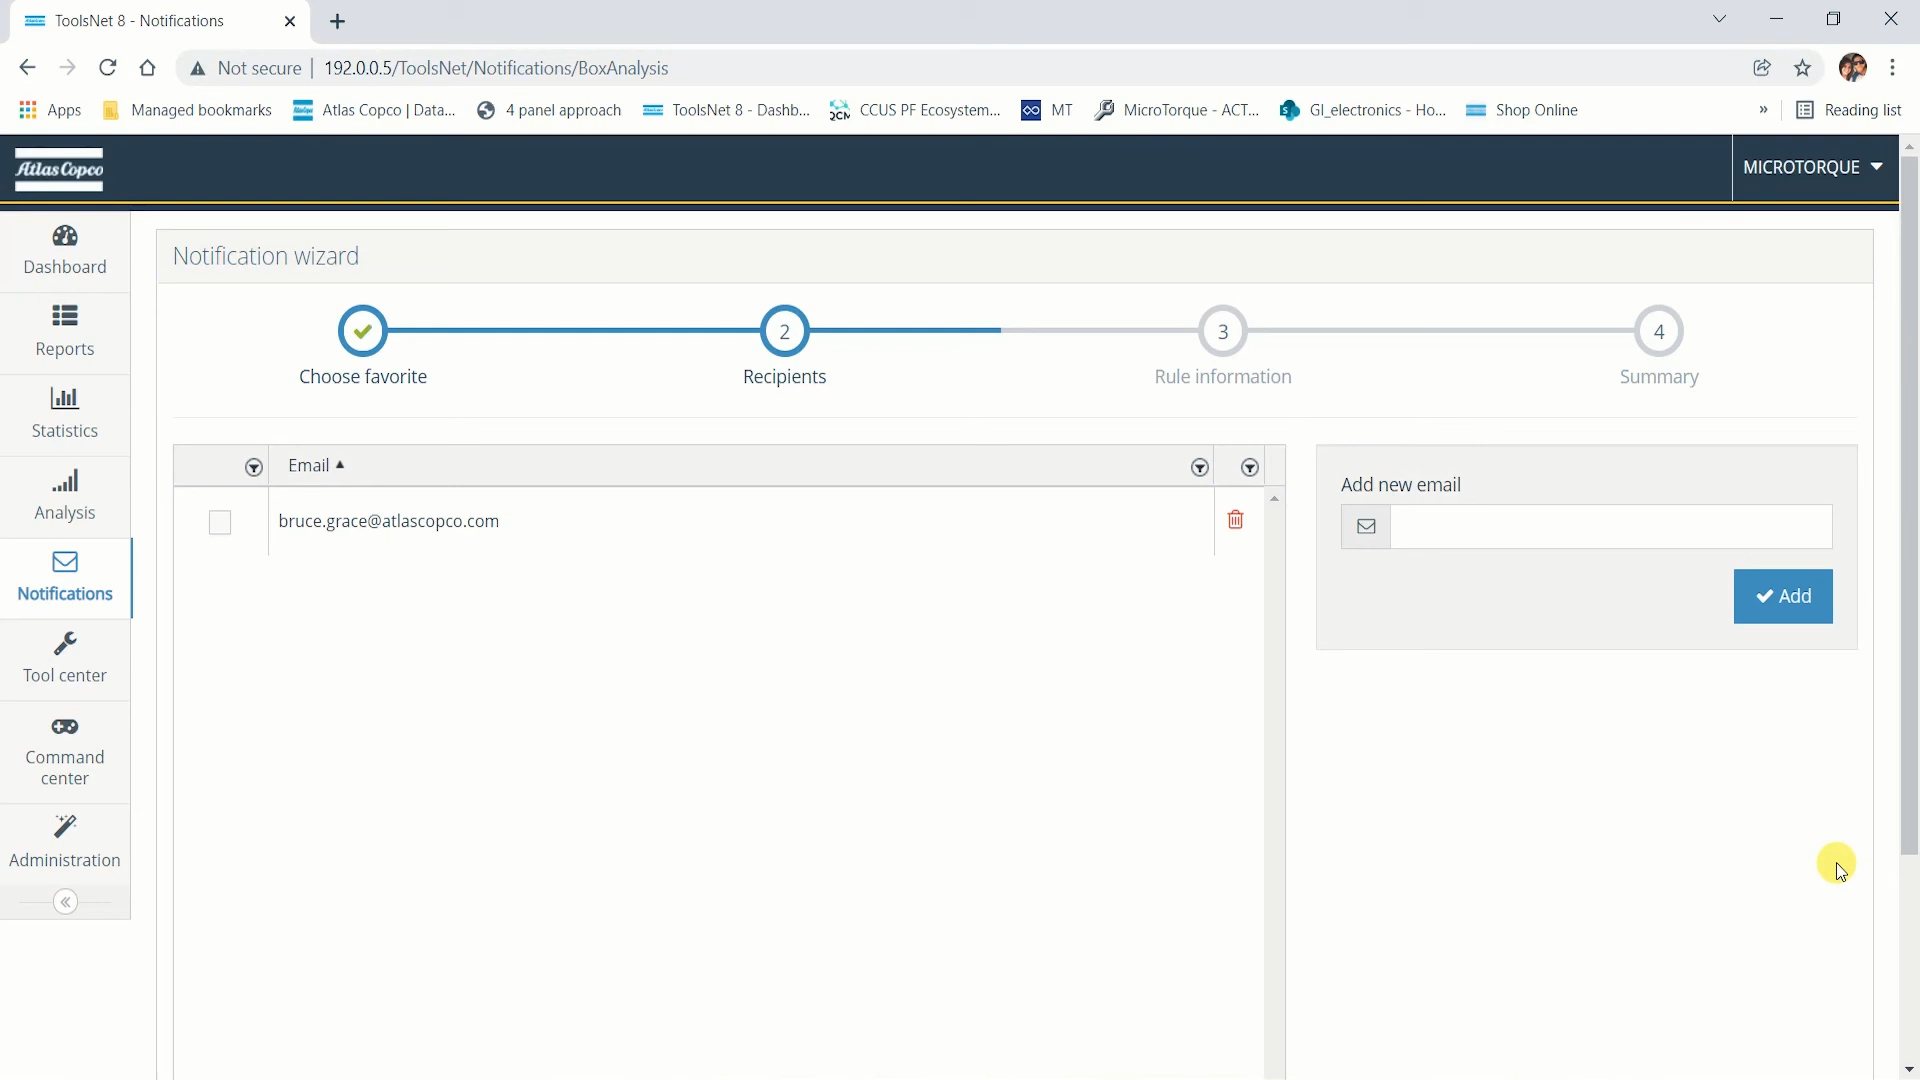 ToolsNet 8 - Notifications
Not secure | 192.0.0.5/ToolsNet/Notifications/BoxAnalysis
Apps Managed bookmarks Atlas Copco | Data... 4 panel approach ToolsNet 8 - Dashb... CCUS PF Ecosystem... MT MicroTorque - ACT... GI_electronics - Ho... Shop Online » Reading list
Atlas Copco
MICROTORQUE
Dashboard
Reports
Statistics
Analysis
Notifications
Tool center
Command
center
Administration
Notification wizard
2 3 4
Choose favorite Recipients Rule information Summary
Email
bruce.grace@atlascopco.com
Add new email
Add